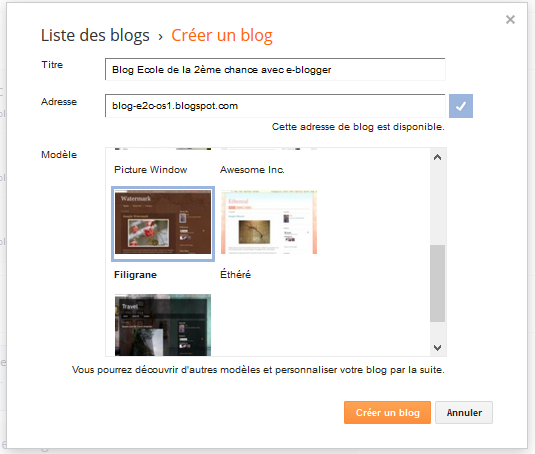 Liste des blogs › Créer un blog
Titre
Blog Ecole de la 2ème chance avec e-blogger
Adresse
blog-e2c-os1.blogspot.com
Cette adresse de blog est disponible.
Modèle
Picture Window
Awesome Inc.
Watermark
Ethereal
Filigrane
Éthéré
Travel
Vous pourrez découvrir d'autres modèles et personnaliser votre blog par la suite.
Créer un blog
Annuler